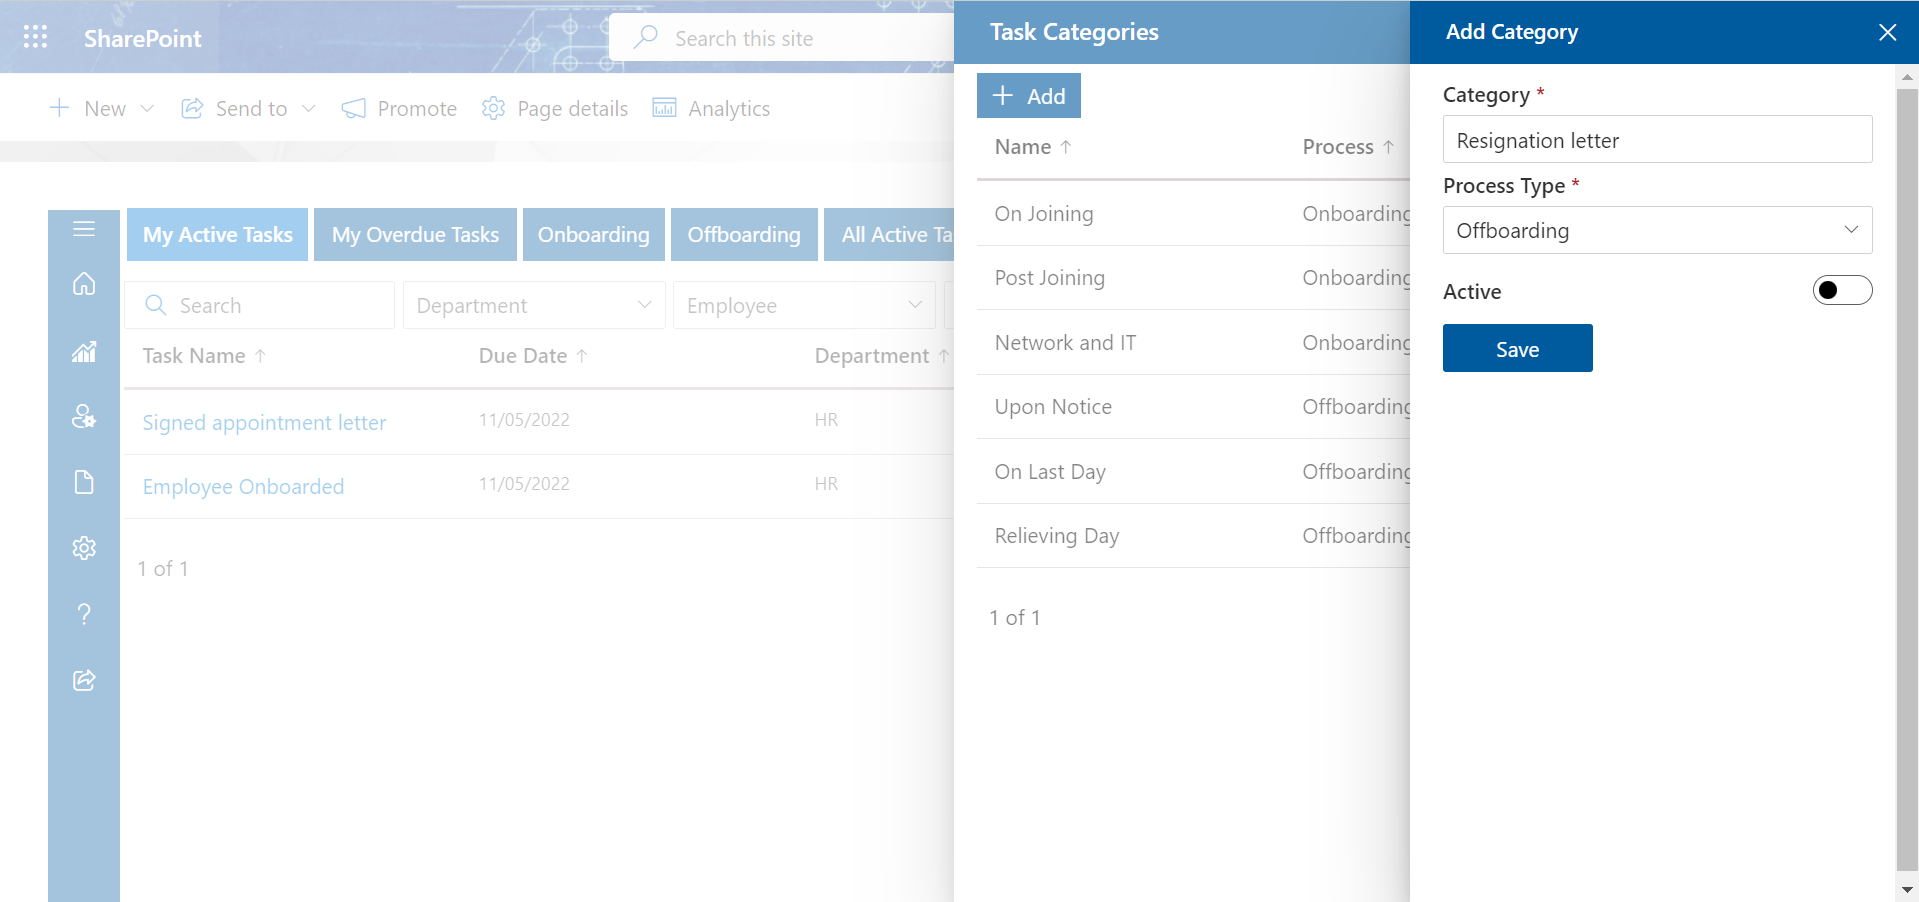 SharePoint
Search this site
New
Send to
Promote
Page details
Analytics
My Active Tasks
My Overdue Tasks
Onboarding
Offboarding
All Active Ta
Search
Department
Employee
Task Name
Due Date
Department
Signed appointment letter
11/05/2022
HR
Employee Onboarded
11/05/2022
HR
1 of 1
Task Categories
Add
Name
Process
On Joining
Onboarding
Post Joining
Onboarding
Network and IT
Onboarding
Upon Notice
Offboarding
On Last Day
Offboarding
Relieving Day
Offboarding
1 of 1
Add Category
Category *
Resignation letter
Process Type *
Offboarding
Active
Save